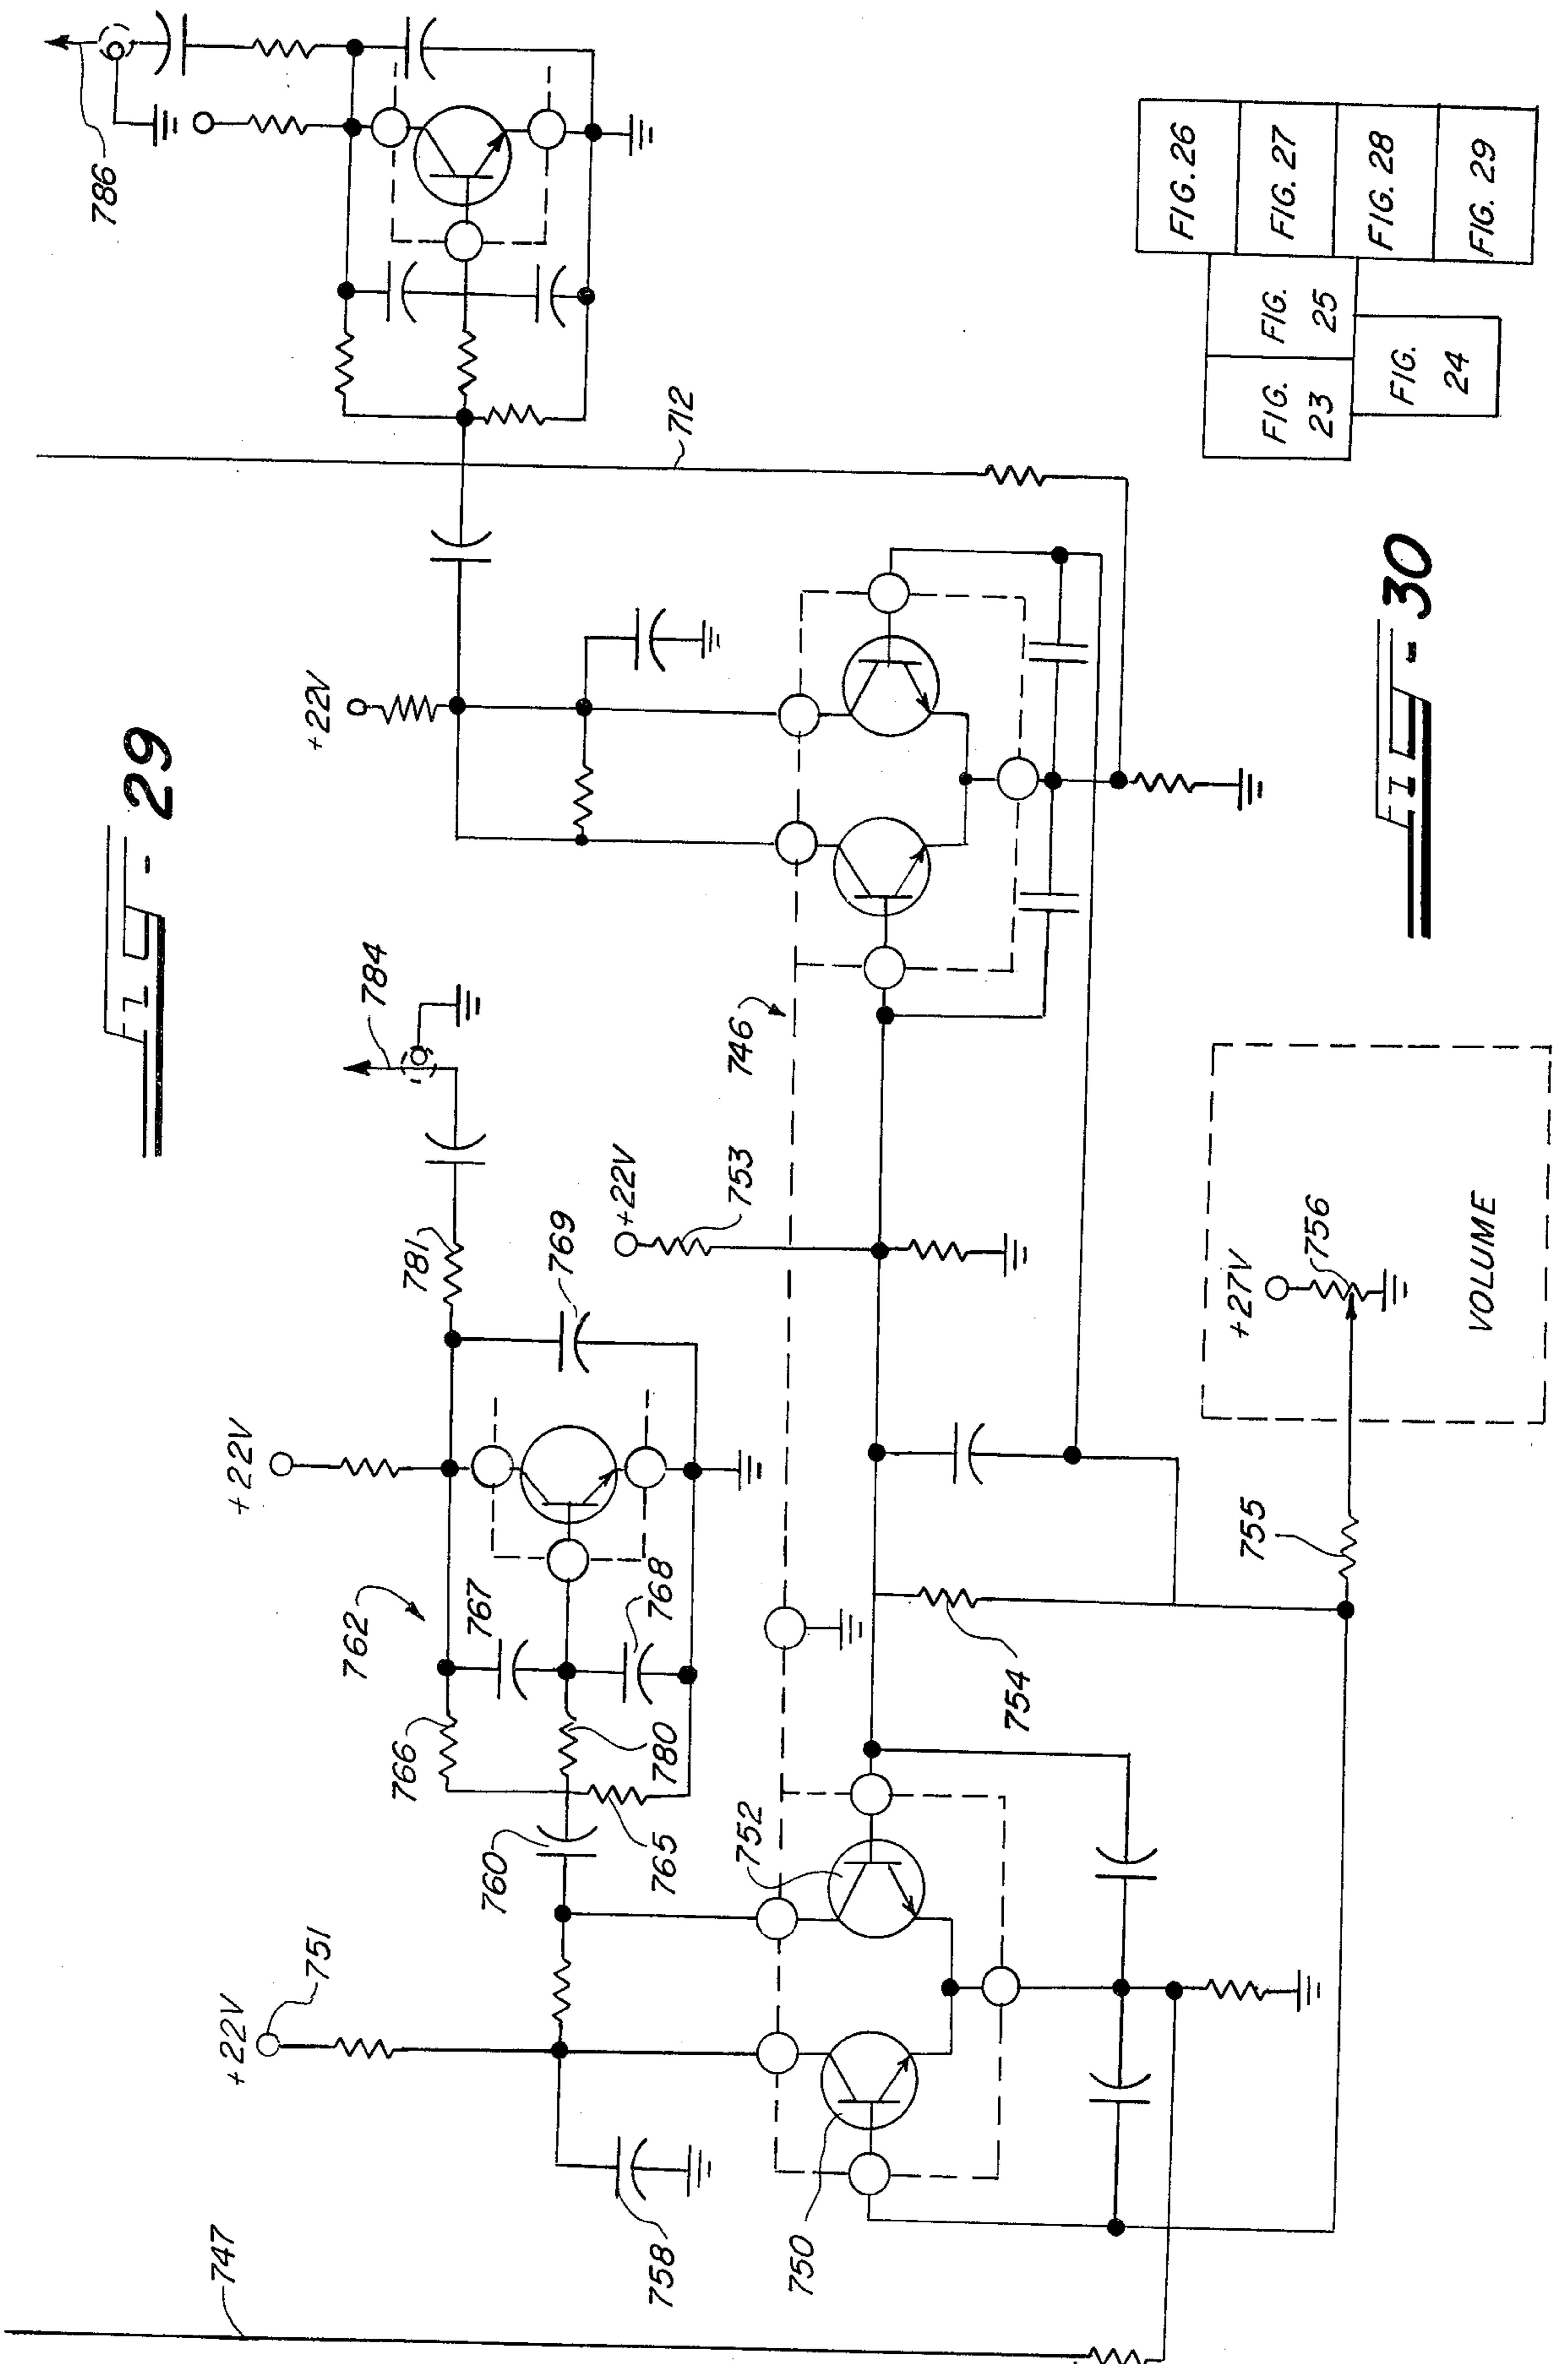 786
FIG-29
+22V
712
784
746
+22V
753
781
769
+22V
762
767
768
766
780
765
760
752
754
755
+27V
756
VOLUME
+22V
751
758
750
747
FIG-30
FIG. 26
FIG. 27
FIG. 28
FIG. 29
FIG.
25
FIG.
23
FIG.
24